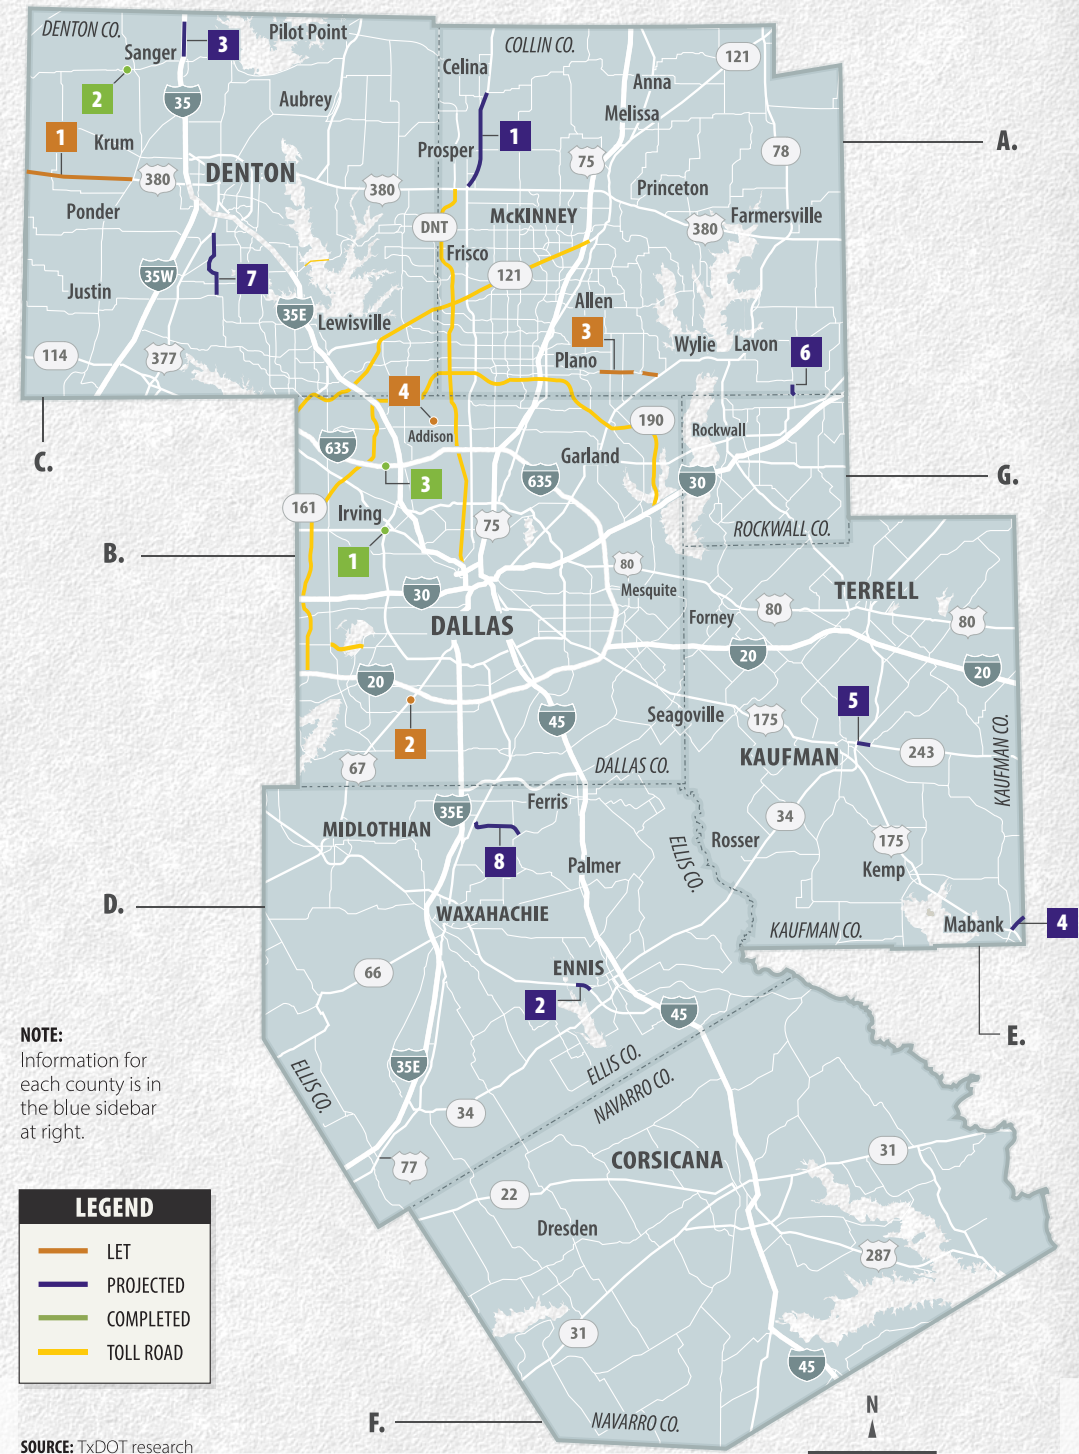 DENTON CO.
Sanger
3
Pilot Point
COLLIN CO.
121
Celina
Anna
2
35
Aubrey
Melissa
1
Krum
Prosper
1
75
78
A.
DENTON
380
380
Princeton
Ponder
McKINNEY
Farmersville
DNT
380
Frisco
35W
7
121
Justin
35E
Allen
Lewisville
3
Wylie
Lavon
6
114
377
Plano
4
C.
Addison
190
Rockwall
635
Garland
3
635
30
G.
161
Irving
75
ROCKWALL CO.
B.
1
80
30
Mesquite
TERRELL
Forney
80
80
DALLAS
20
20
20
5
2
45
Seagoville
175
KAUFMAN
243
KAUFMAN CO.
67
DALLAS CO.
35E
Ferris
MIDLOTHIAN
34
8
Palmer
ELLIS CO.
Rosser
175
Kemp
D.
WAXAHACHIE
KAUFMAN CO.
Mabank
4
66
ENNIS
2
45
E.
NOTE:
Information for
each county is in
the blue sidebar
at right.
ELLIS CO.
35E
ELLIS CO.
NAVARRO CO.
34
77
CORSICANA
31
22
Dresden
287
LEGEND
LET
PROJECTED
COMPLETED
TOLL ROAD
31
45
N
F.
NAVARRO CO.
SOURCE: TxDOT research